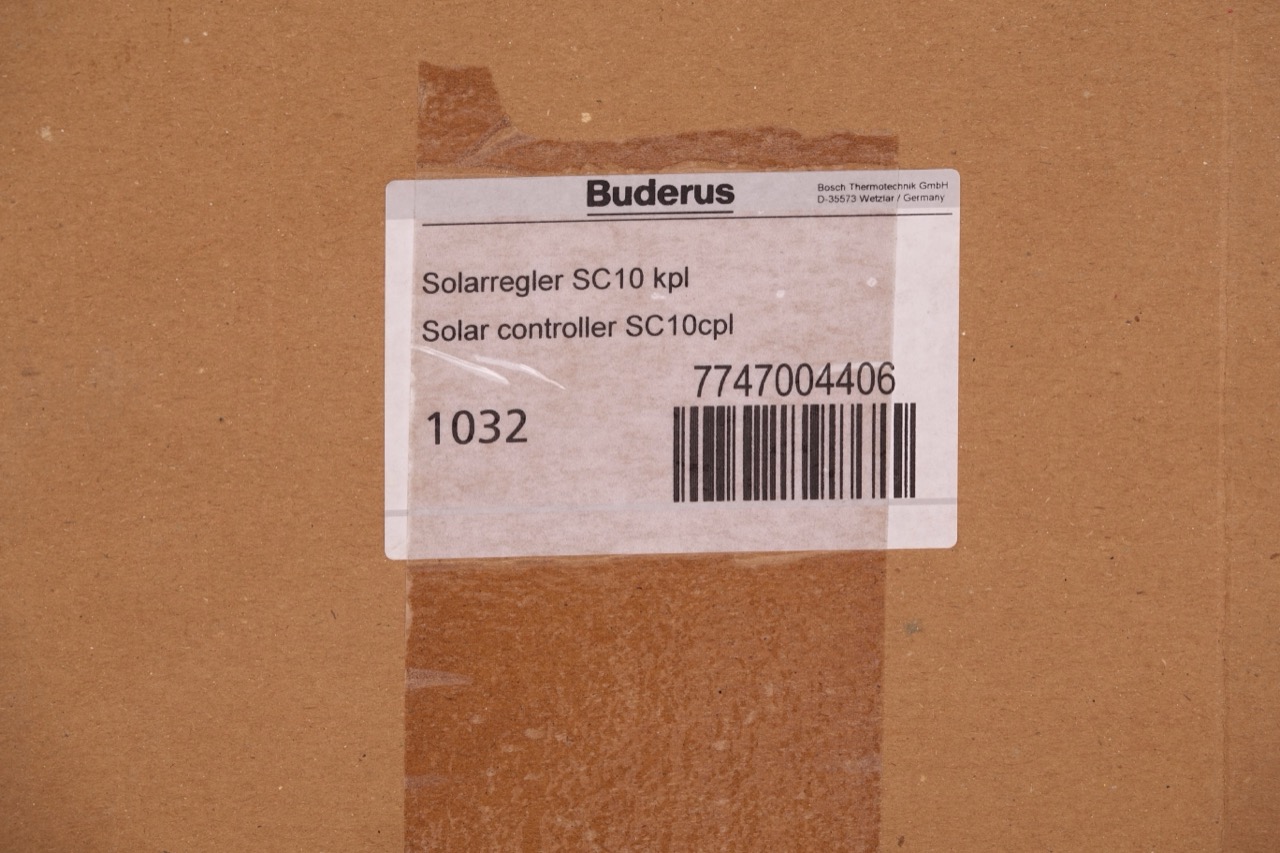 Buderus
Bosch Thermotechnik GmbH
D-35573 Wetzlar / Germany
Solarregler SC10 kpl
Solar controller SC10cpl
7747004406
1032